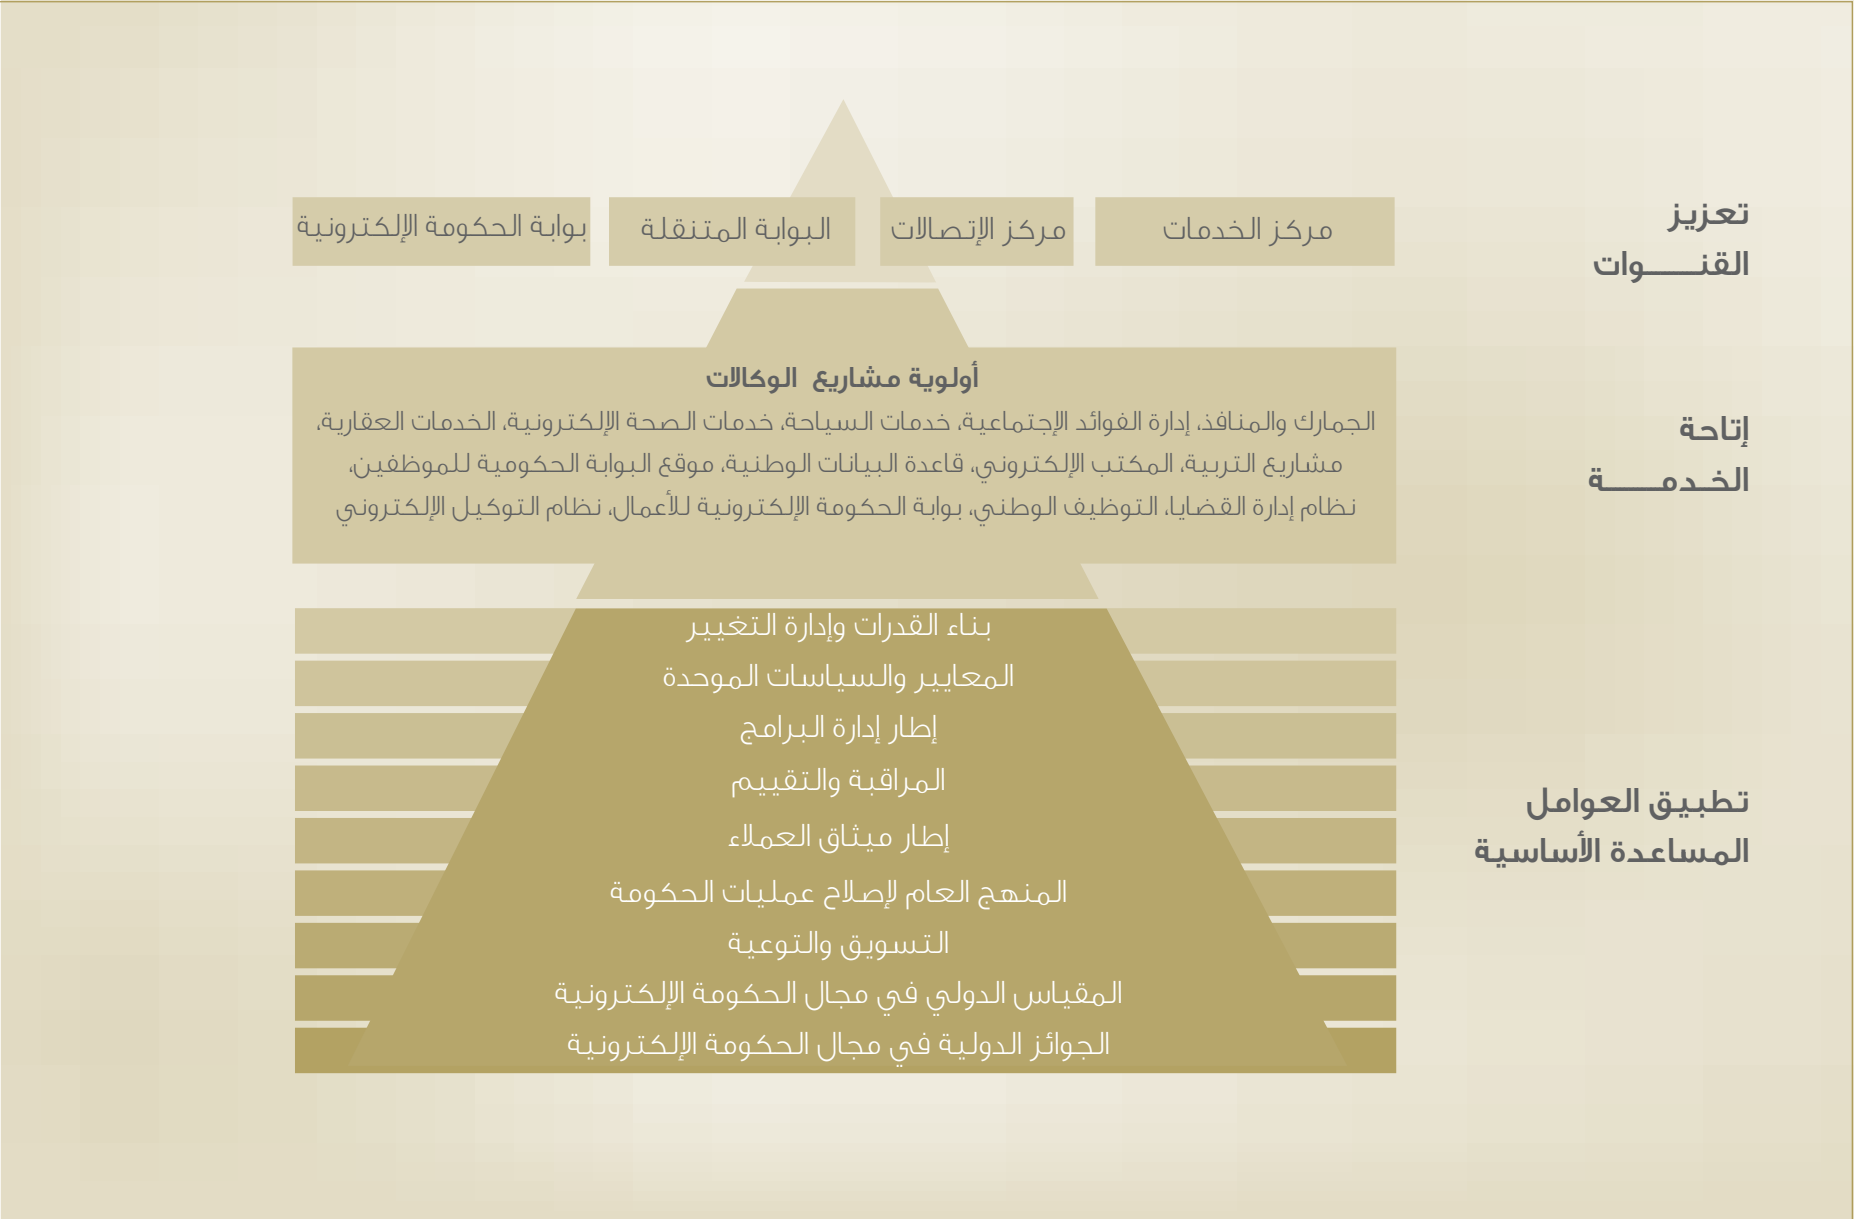 تعزيز
القنـــــوات
مركز الخدمات
مركز الإتصالات
البوابة المتنقلة
بوابة الحكومة الإلكترونية
إتاحة
الخـدمـــــة
أولوية مشاريع الوكالات
الجمارك والمنافذ، إدارة الفوائد الإجتماعية، خدمات السياحة، خدمات الصحة الإلكترونية، الخدمات العقارية،
مشاريع التربية، المكتب الإلكتروني، قاعدة البيانات الوطنية، موقع البوابة الحكومية للموظفين،
نظام إدارة القضايا، التوظيف الوطني، بوابة الحكومة الإلكترونية للأعمال، نظام التوكيل الإلكتروني
تطبيق العوامل
المساعدة الأساسية
بناء القدرات وإدارة التغيير
المعايير والسياسات الموحدة
إطار إدارة البرامج
المراقبة والتقييم
إطار ميثاق العملاء
المنهج العام لإصلاح عمليات الحكومة
التسويق والتوعية
المقياس الدولي في مجال الحكومة الإلكترونية
الجوائز الدولية في مجال الحكومة الإلكترونية